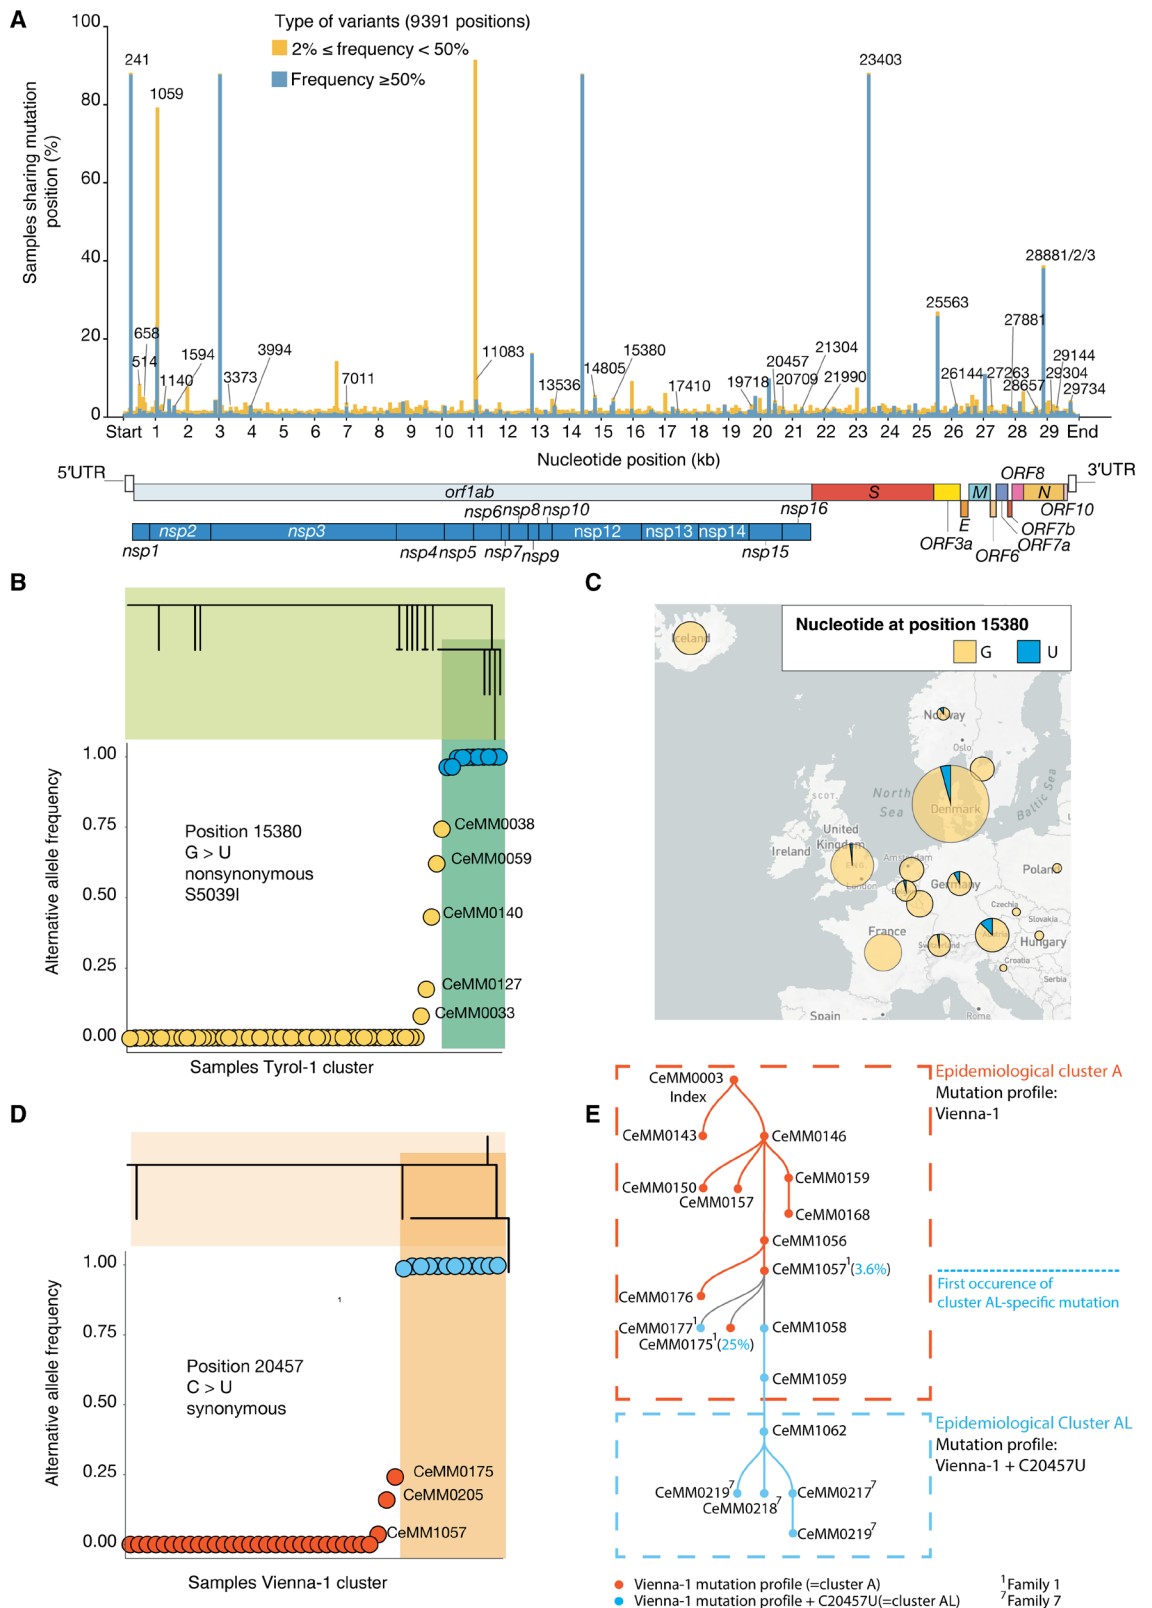 A
Type of variants (9391 positions)
2% ≤ frequency < 50%
Frequency ≥50%
Samples sharing mutation
position (%)
100
80
60
40
20
0
241
1059
23403
28881/2/3
25563
658
514
1594
1140
3373
3994
7011
11083
13536
14805
15380
17410
19718
20457
20709
21304
21990
26144
27263
27881
28657
29144
29304
29734
Start 1 2 3 4 5 6 7 8 9 10 11 12 13 14 15 16 17 18 19 20 21 22 23 24 25 26 27 28 29 End
Nucleotide position (kb)
5′UTR
3′UTR
orf1ab
S
M
N
ORF8
ORF10
E
ORF3a
ORF6
ORF7b
ORF7a
nsp6 nsp8 nsp10
nsp16
nsp2
nsp3
nsp12
nsp13
nsp14
nsp1
nsp4 nsp5
nsp7
nsp9
nsp15
B
Alternative allele frequency
1.00
0.75
0.50
0.25
0.00
Position 15380
G > U
nonsynonymous
S5039I
CeMM0038
CeMM0059
CeMM0140
CeMM0127
CeMM0033
Samples Tyrol-1 cluster
C
Nucleotide at position 15380
G
U
Iceland
Norway
Oslo
SCOT.
North
Sea
Denmark
Baltic Sea
United
Kingdom
Ireland
London
Amsterdam
Germany
Poland
Czechia
Slovakia
France
Switzerland
Austria
Hungary
Croatia
Serbia
Spain
Rome
D
Alternative allele frequency
1.00
0.75
0.50
0.25
0.00
1
Position 20457
C > U
synonymous
CeMM0175
CeMM0205
CeMM1057
Samples Vienna-1 cluster
E
Epidemiological cluster A
Mutation profile:
Vienna-1
CeMM0003
Index
CeMM0143
CeMM0146
CeMM0150
CeMM0157
CeMM0159
CeMM0168
CeMM1056
CeMM1057¹(3.6%)
First occurence of
cluster AL-specific mutation
CeMM0176
CeMM0177¹
CeMM0175¹(25%)
CeMM1058
CeMM1059
Epidemiological Cluster AL
Mutation profile:
Vienna-1 + C20457U
CeMM1062
CeMM0219⁷
CeMM0218⁷
CeMM0217⁷
CeMM0219⁷
Vienna-1 mutation profile (=cluster A)
¹Family 1
Vienna-1 mutation profile + C20457U(=cluster AL)
⁷Family 7